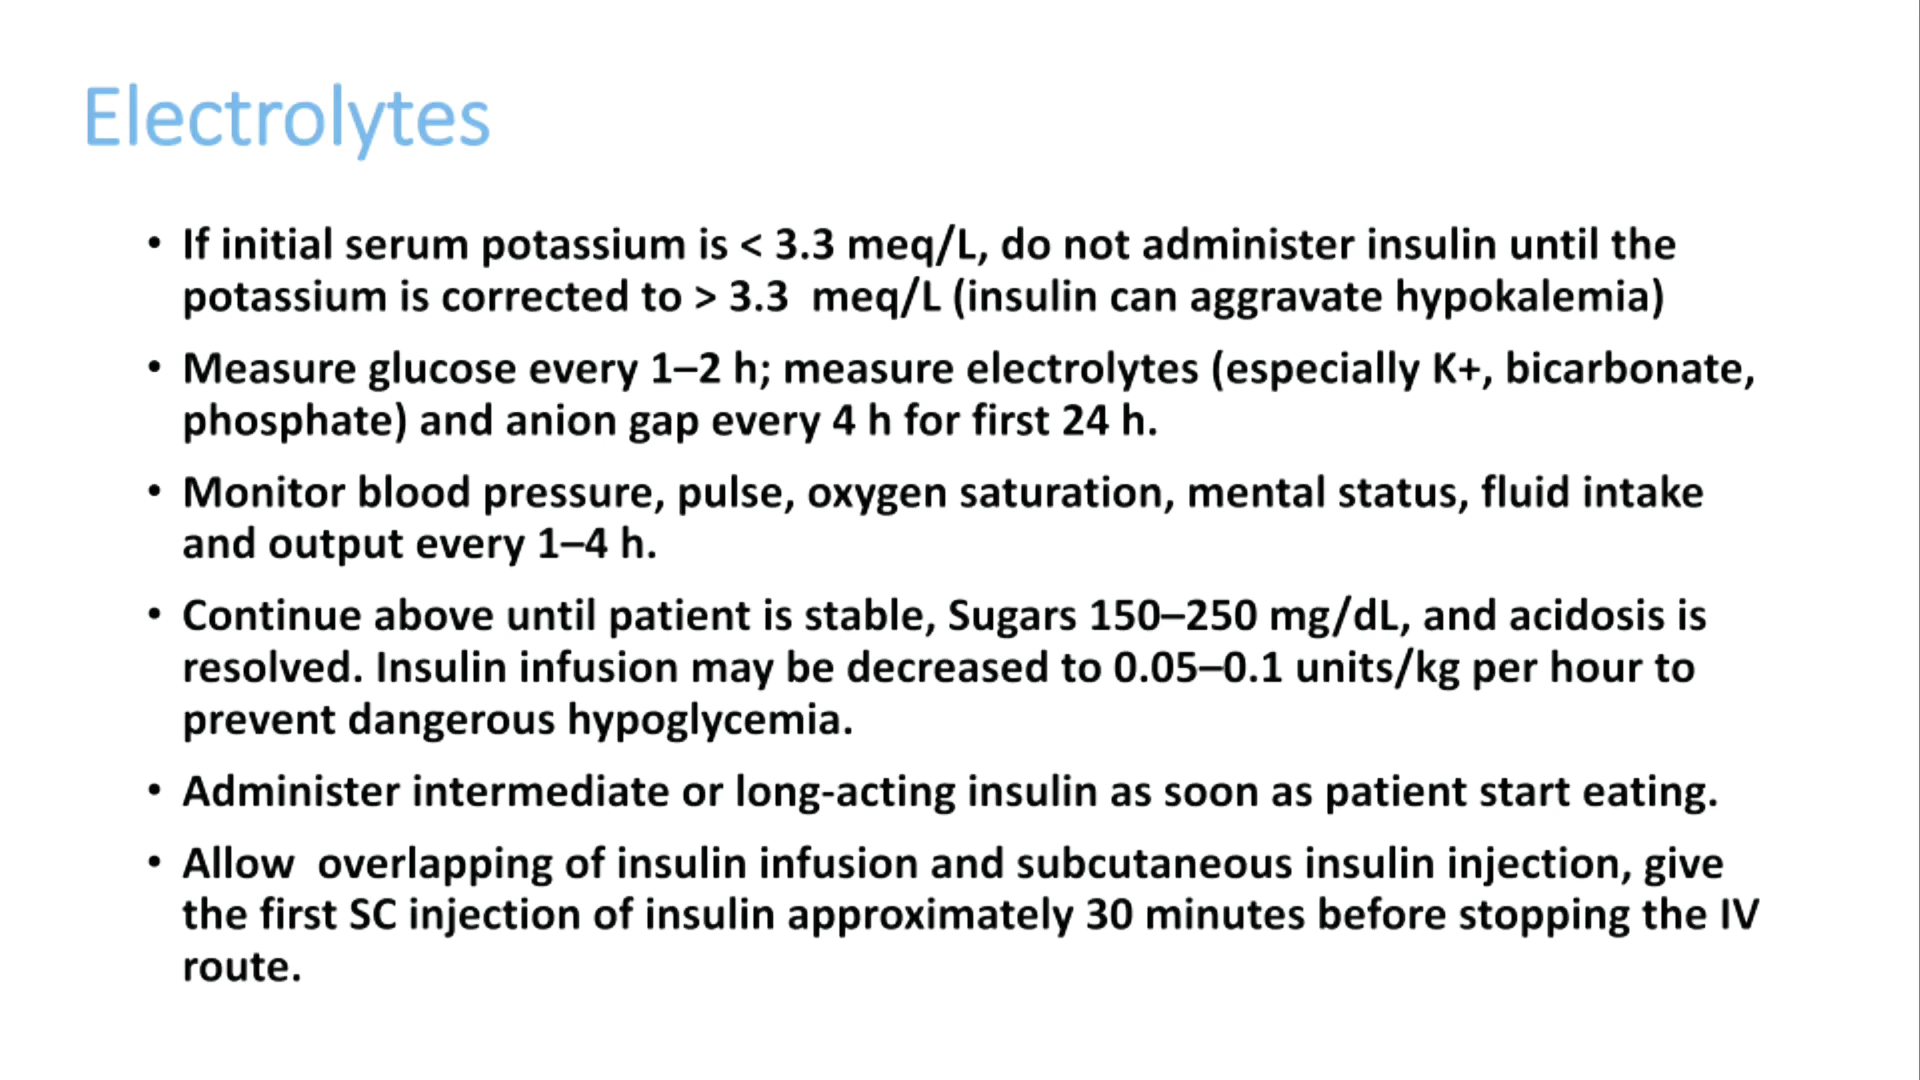 Electrolytes
• If initial serum potassium is < 3.3 meq/L, do not administer insulin until the
potassium is corrected to > 3.3  meq/L (insulin can aggravate hypokalemia)
• Measure glucose every 1–2 h; measure electrolytes (especially K+, bicarbonate,
phosphate) and anion gap every 4 h for first 24 h.
• Monitor blood pressure, pulse, oxygen saturation, mental status, fluid intake
and output every 1–4 h.
• Continue above until patient is stable, Sugars 150–250 mg/dL, and acidosis is
resolved. Insulin infusion may be decreased to 0.05–0.1 units/kg per hour to
prevent dangerous hypoglycemia.
• Administer intermediate or long-acting insulin as soon as patient start eating.
• Allow  overlapping of insulin infusion and subcutaneous insulin injection, give
the first SC injection of insulin approximately 30 minutes before stopping the IV
route.